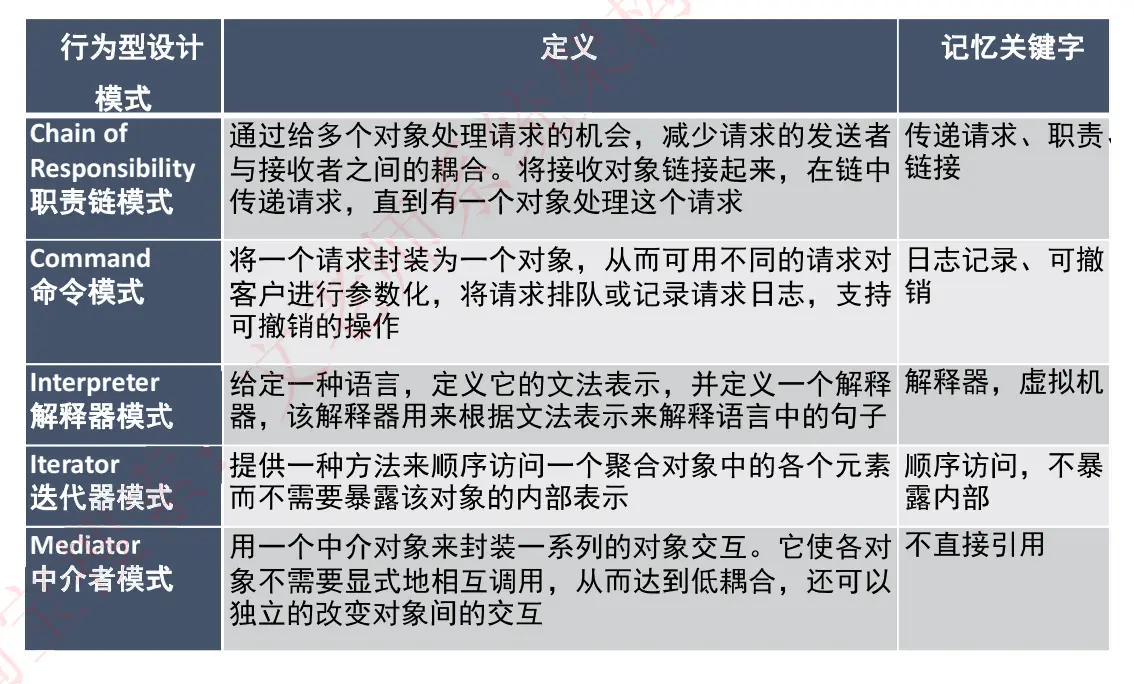 行为型设计
模式
定义
记忆关键字
Chain of
Responsibility
职责链模式
通过给多个对象处理请求的机会，减少请求的发送者
与接收者之间的耦合。将接收对象链接起来，在链中
传递请求，直到有一个对象处理这个请求
传递请求、职责、
链接
Command
命令模式
将一个请求封装为一个对象，从而可用不同的请求对
客户进行参数化，将请求排队或记录请求日志，支持
可撤销的操作
日志记录、可撤
销
Interpreter
解释器模式
给定一种语言，定义它的文法表示，并定义一个解释
器，该解释器用来根据文法表示来解释语言中的句子
解释器，虚拟机
Iterator
迭代器模式
提供一种方法来顺序访问一个聚合对象中的各个元素
而不需要暴露该对象的内部表示
顺序访问，不暴
露内部
Mediator
中介者模式
用一个中介对象来封装一系列的对象交互。它使各对
象不需要显式地相互调用，从而达到低耦合，还可以
独立的改变对象间的交互
不直接引用